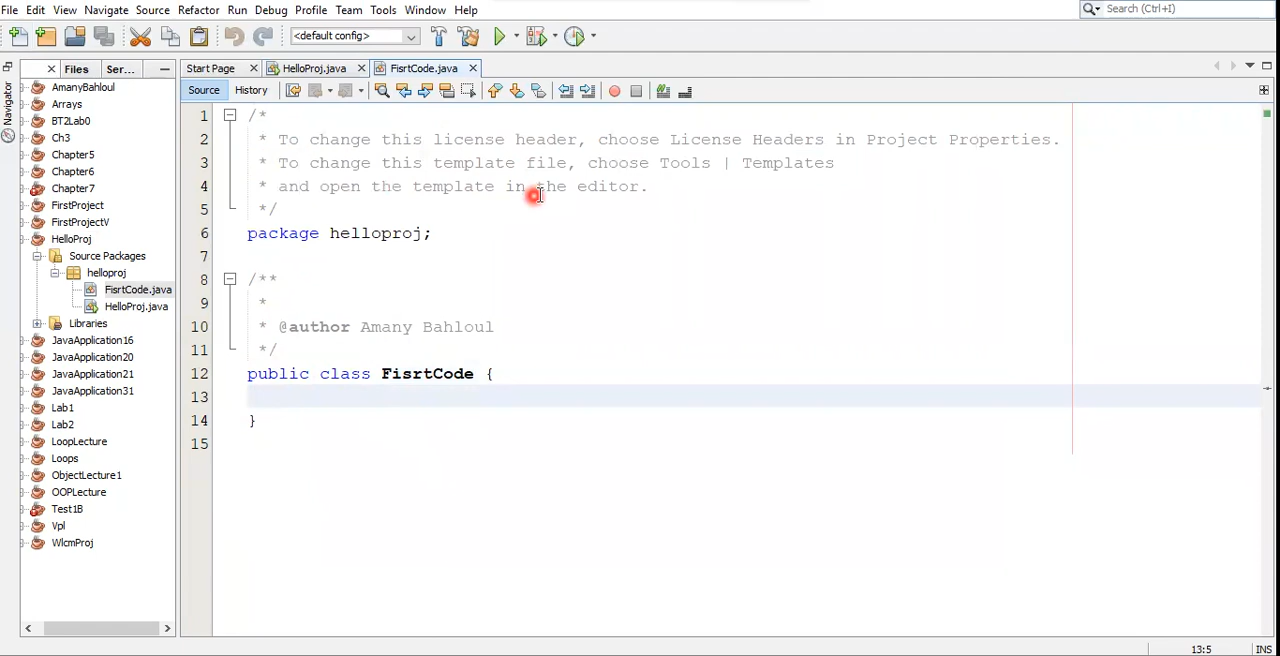 File Edit View Navigate Source Refactor Run Debug Profile Team Tools Window Help
Search (Ctrl+I)
<default config>
Files Ser...
Start Page HelloProj.java FisrtCode.java
Navigator
Source History
AmanyBahloul
Arrays
BT2Lab0
Ch3
Chapter5
Chapter6
Chapter7
FirstProject
FirstProjectV
HelloProj
Source Packages
helloproj
FisrtCode.java
HelloProj.java
Libraries
JavaApplication16
JavaApplication20
JavaApplication21
JavaApplication31
Lab1
Lab2
LoopLecture
Loops
ObjectLecture1
OOPLecture
Test1B
Vpl
WlcmProj
1 /*
2 * To change this license header, choose License Headers in Project Properties.
3 * To change this template file, choose Tools | Templates
4 * and open the template in the editor.
5 */
6 package helloproj;
7
8 /**
9 *
10 * @author Amany Bahloul
11 */
12 public class FisrtCode {
13
14 }
15
13:5 INS